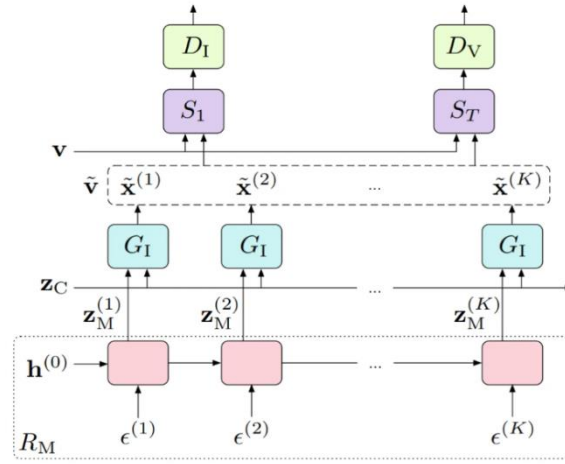 D_I D_V
S_1 S_T
v
ṽ x̃^(1) x̃^(2) ... x̃^(K)
G_I G_I G_I
z_C ...
z_M^(1) z_M^(2) z_M^(K)
h^(0) ...
ϵ^(1) ϵ^(2) ϵ^(K)
R_M